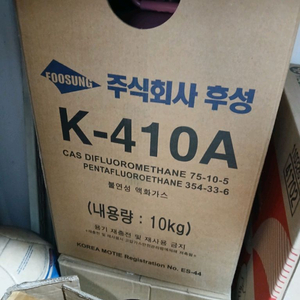 FOOSUNG
주식회사 후성
K-410A
CAS DIFLUOROMETHANE 75-10-5
PENTAFLUOROETHANE 354-33-6
불연성 액화가스
(내용량 : 10kg)
용기 재충전 및 재사용 금지
KOREA MOTIE Registration No. ES-44